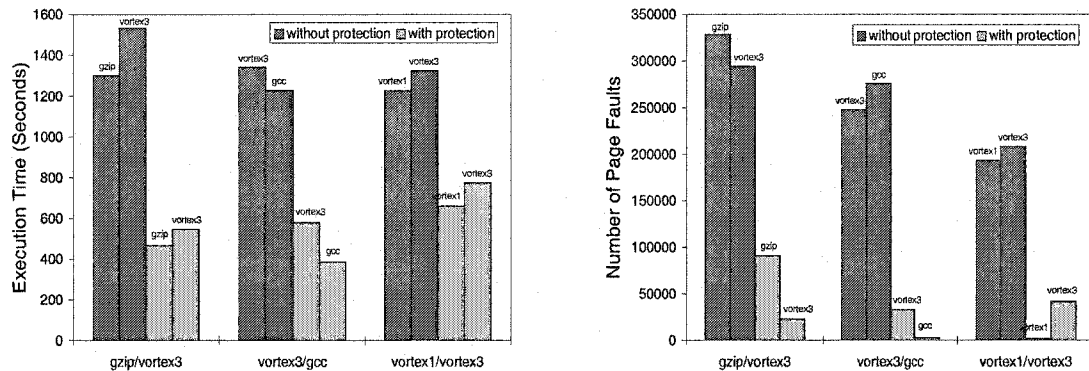 Execution Time (Seconds)
1600
1400
1200
1000
800
600
400
200
0
without protection
with protection
gzip
vortex3
gzip
vortex3
vortex3
gcc
vortex3
gcc
vortex1
vortex3
vortex1
vortex3
gzip/vortex3
vortex3/gcc
vortex1/vortex3
Number of Page Faults
350000
300000
250000
200000
150000
100000
50000
0
without protection
with protection
gzip
vortex3
gzip
vortex3
vortex3
gcc
vortex3
gcc
vortex1
vortex3
vortex1
vortex3
gzip/vortex3
vortex3/gcc
vortex1/vortex3